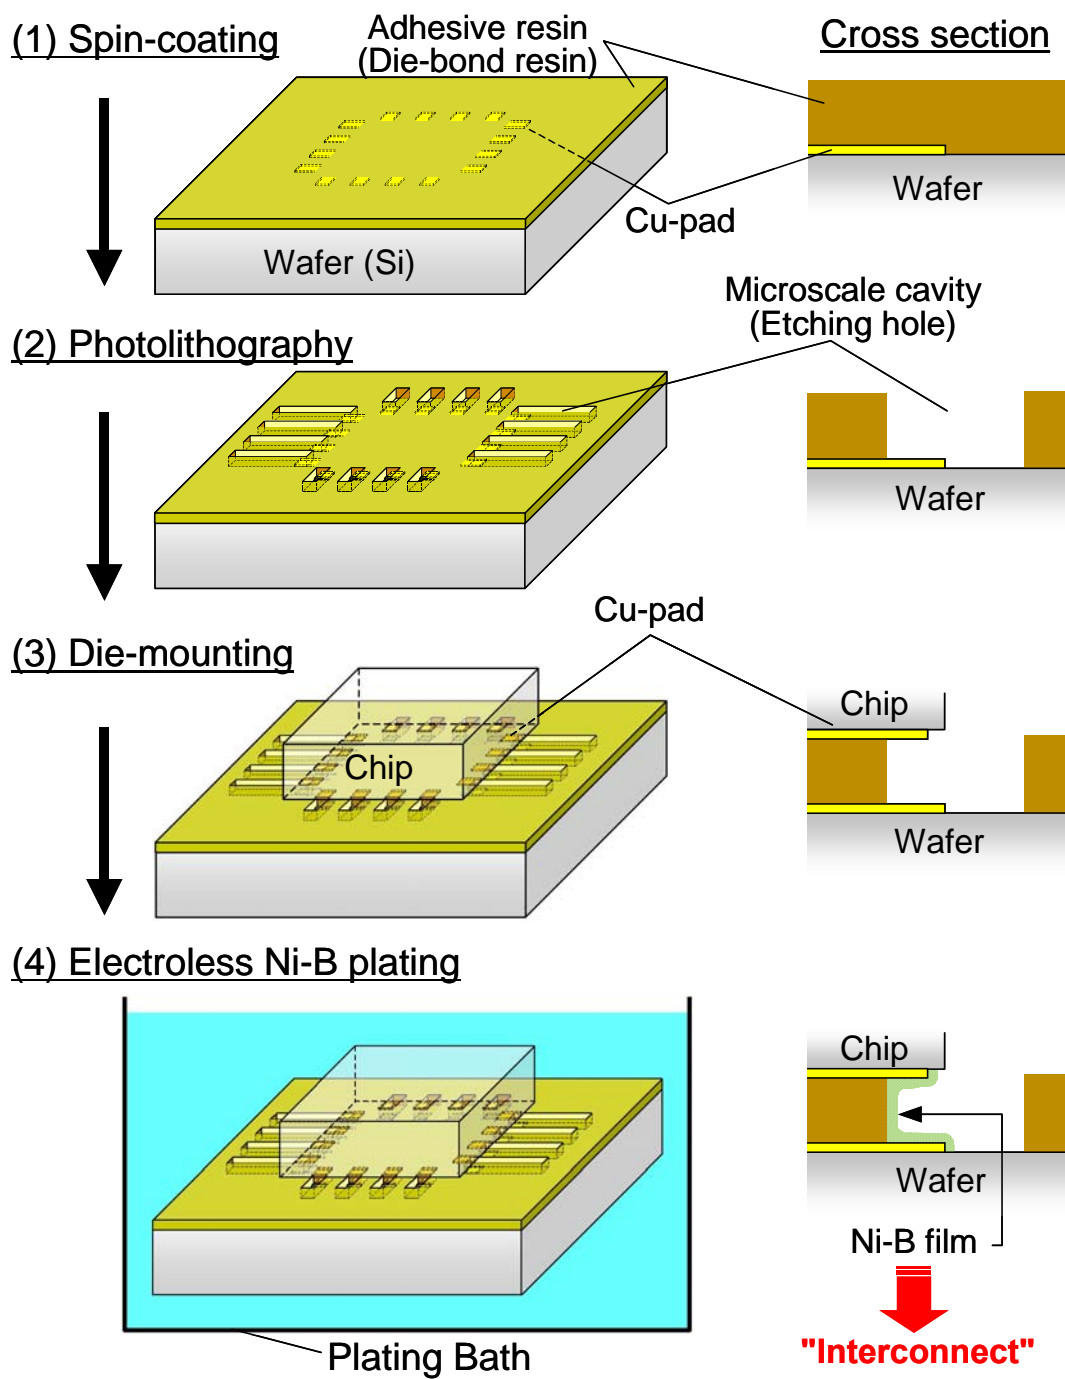 (1) Spin-coating
Adhesive resin
(Die-bond resin)
Cross section
Wafer
Cu-pad
Wafer (Si)
Microscale cavity
(Etching hole)
(2) Photolithography
Wafer
Cu-pad
(3) Die-mounting
Chip
Chip
Wafer
(4) Electroless Ni-B plating
Chip
Wafer
Ni-B film
Plating Bath
"Interconnect"